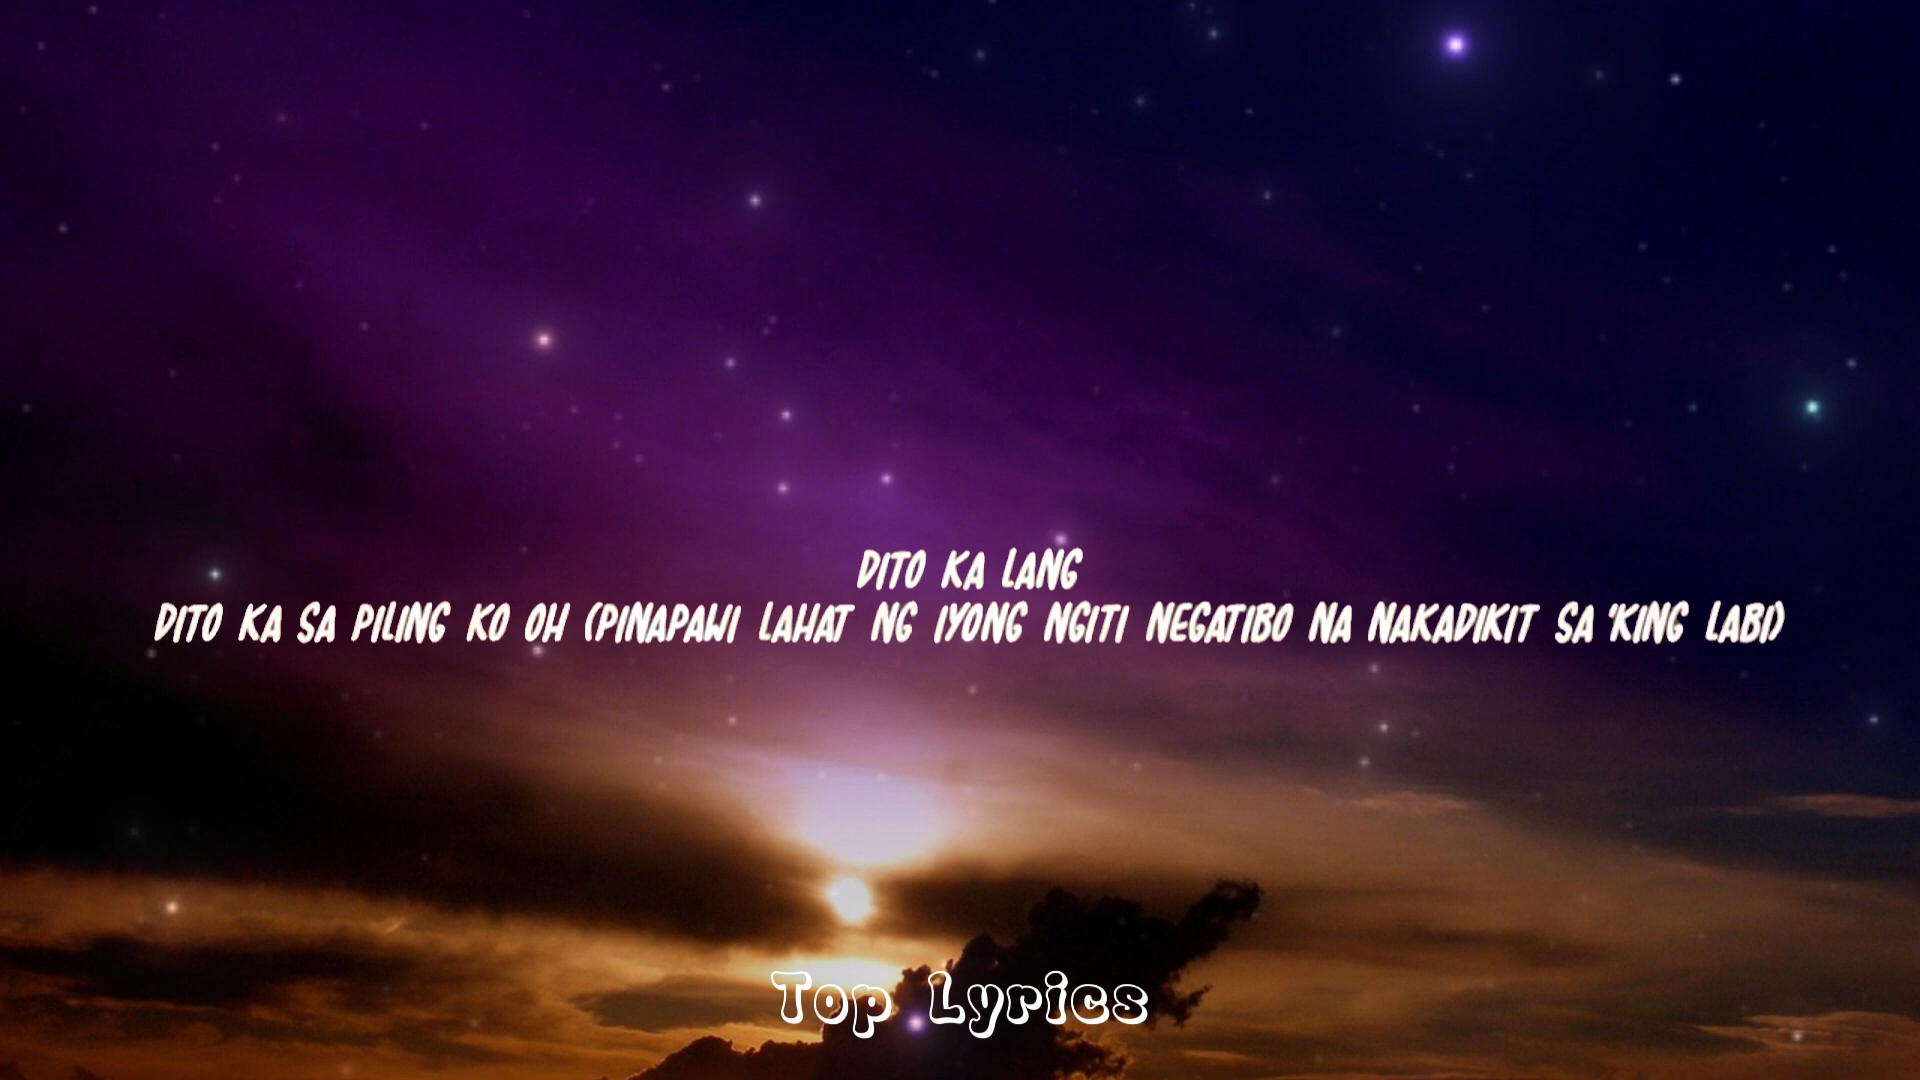 DITO KA LANG
DITO KA SA PILING KO OH (PINAPAWI LAHAT NG IYONG NGITI NEGATIBO NA NAKADIKIT SA 'KING LABI)
Top Lyrics